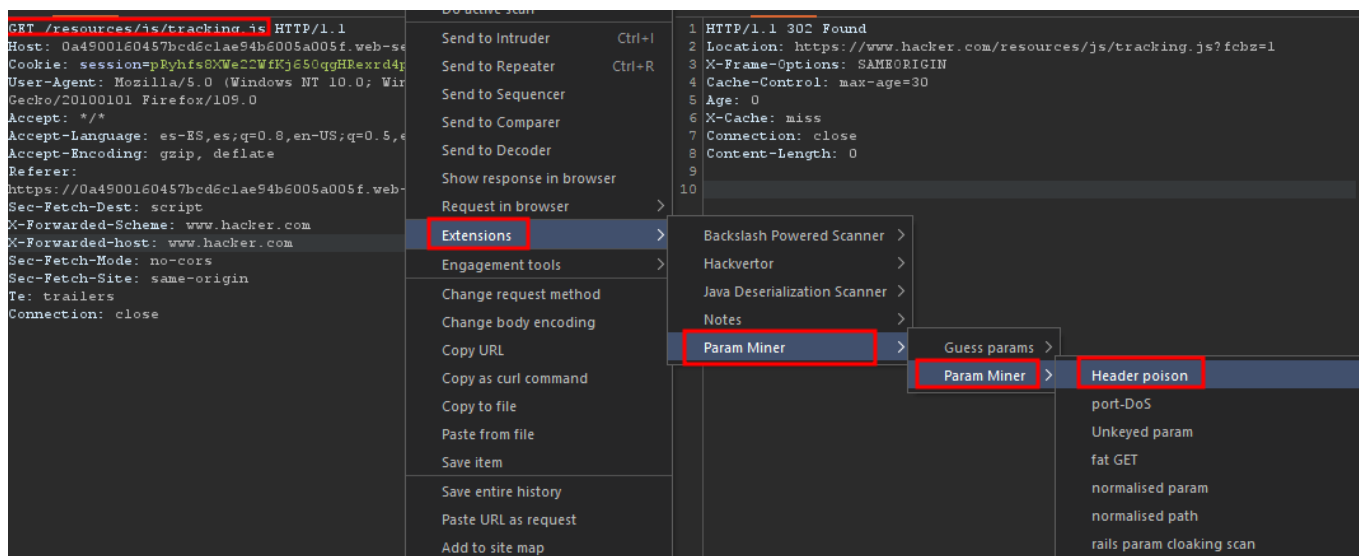 GET /resources/js/tracking.js HTTP/1.1
Host: 0a4900160457bcd6c1ae94b6005a005f.web-se
Cookie: session=pRyhfs8XWe22WfKj650qgHRexrd4p
User-Agent: Mozilla/5.0 (Windows NT 10.0; Win
Gecko/20100101 Firefox/109.0
Accept: */*
Accept-Language: es-ES,es;q=0.8,en-US;q=0.5,e
Accept-Encoding: gzip, deflate
Referer:
https://0a4900160457bcd6c1ae94b6005a005f.web-
Sec-Fetch-Dest: script
X-Forwarded-Scheme: www.hacker.com
X-Forwarded-host: www.hacker.com
Sec-Fetch-Mode: no-cors
Sec-Fetch-Site: same-origin
Te: trailers
Connection: close
Do active scan
Send to Intruder Ctrl+I
Send to Repeater Ctrl+R
Send to Sequencer
Send to Comparer
Send to Decoder
Show response in browser
Request in browser >
Extensions >
Engagement tools >
Change request method
Change body encoding
Copy URL
Copy as curl command
Copy to file
Paste from file
Save item
Save entire history
Paste URL as request
Add to site map
1 HTTP/1.1 302 Found
2 Location: https://www.hacker.com/resources/js/tracking.js?fcbz=1
3 X-Frame-Options: SAMEORIGIN
4 Cache-Control: max-age=30
5 Age: 0
6 X-Cache: miss
7 Connection: close
8 Content-Length: 0
9
10
Backslash Powered Scanner >
Hackvertor >
Java Deserialization Scanner >
Notes >
Param Miner >
Guess params >
Param Miner >
Header poison
port-DoS
Unkeyed param
fat GET
normalised param
normalised path
rails param cloaking scan